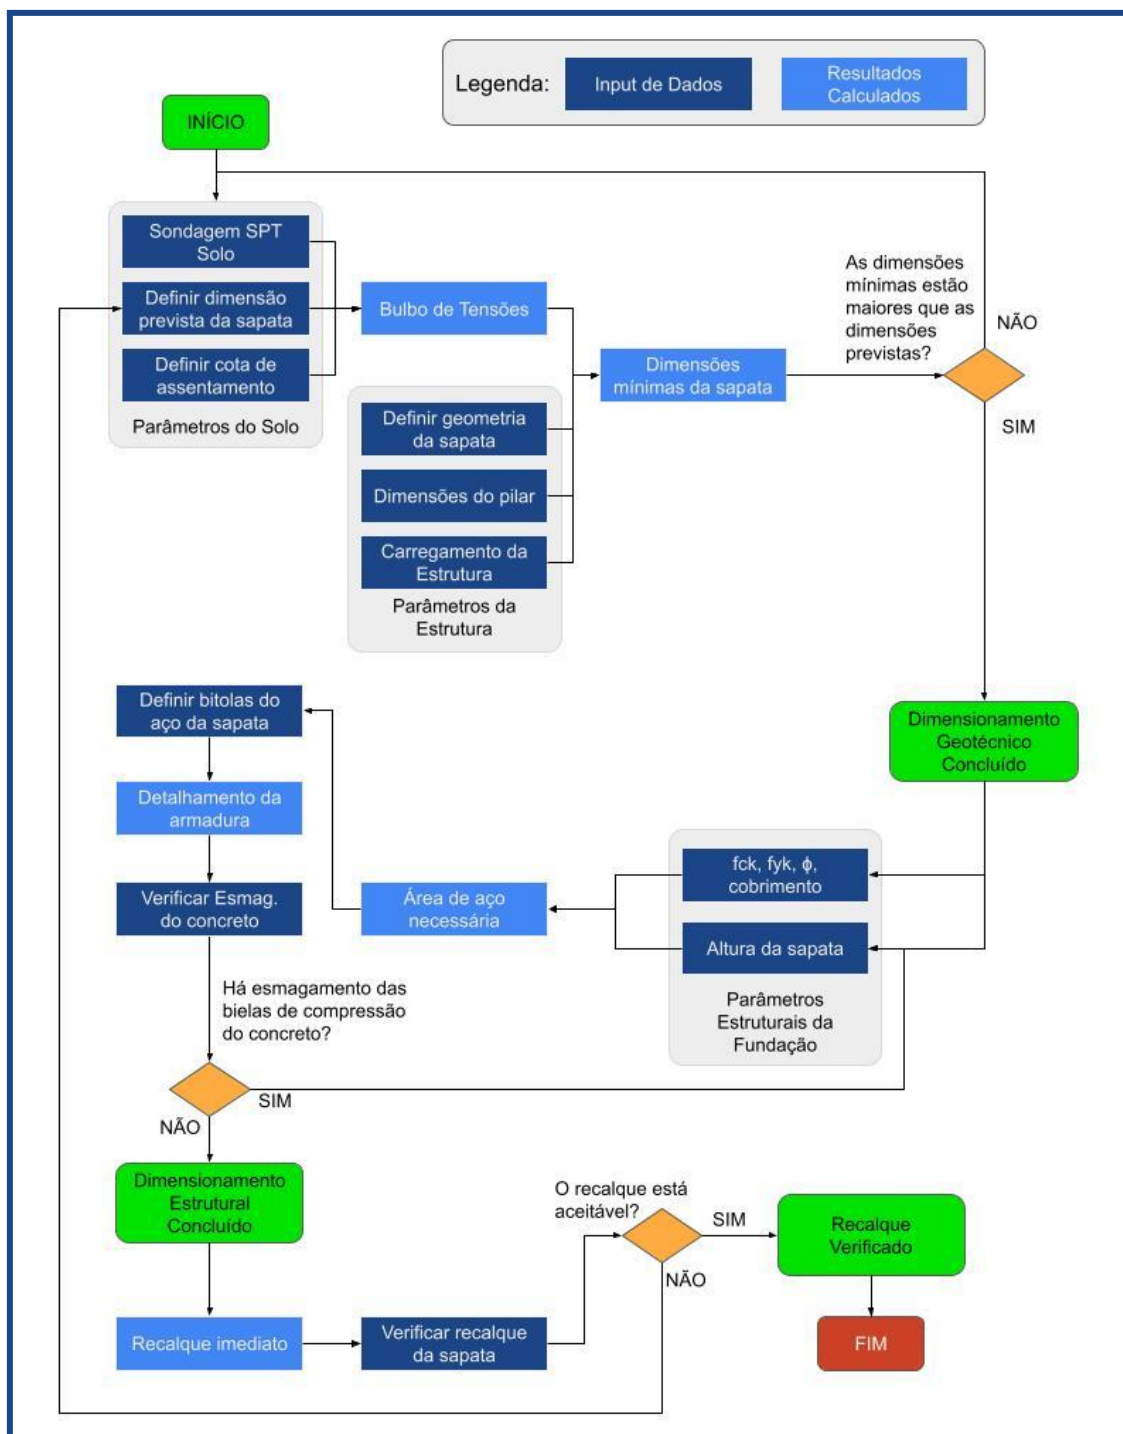 Legenda:
Input de Dados
Resultados
Calculados
INÍCIO
Sondagem SPT
Solo
Definir dimensão
prevista da sapata
Definir cota de
assentamento
Parâmetros do Solo
Bulbo de Tensões
Definir geometria
da sapata
Dimensões do pilar
Carregamento da
Estrutura
Parâmetros da
Estrutura
Dimensões
mínimas da sapata
As dimensões
mínimas estão
maiores que as
dimensões
previstas?
NÃO
SIM
Dimensionamento
Geotécnico
Concluído
fck, fyk, ϕ,
cobrimento
Altura da sapata
Parâmetros
Estruturais da
Fundação
Área de aço
necessária
Definir bitolas do
aço da sapata
Detalhamento da
armadura
Verificar Esmag.
do concreto
Há esmagamento das
bielas de compressão
do concreto?
SIM
NÃO
Dimensionamento
Estrutural
Concluído
Recalque imediato
Verificar recalque
da sapata
O recalque está
aceitável?
SIM
NÃO
Recalque
Verificado
FIM